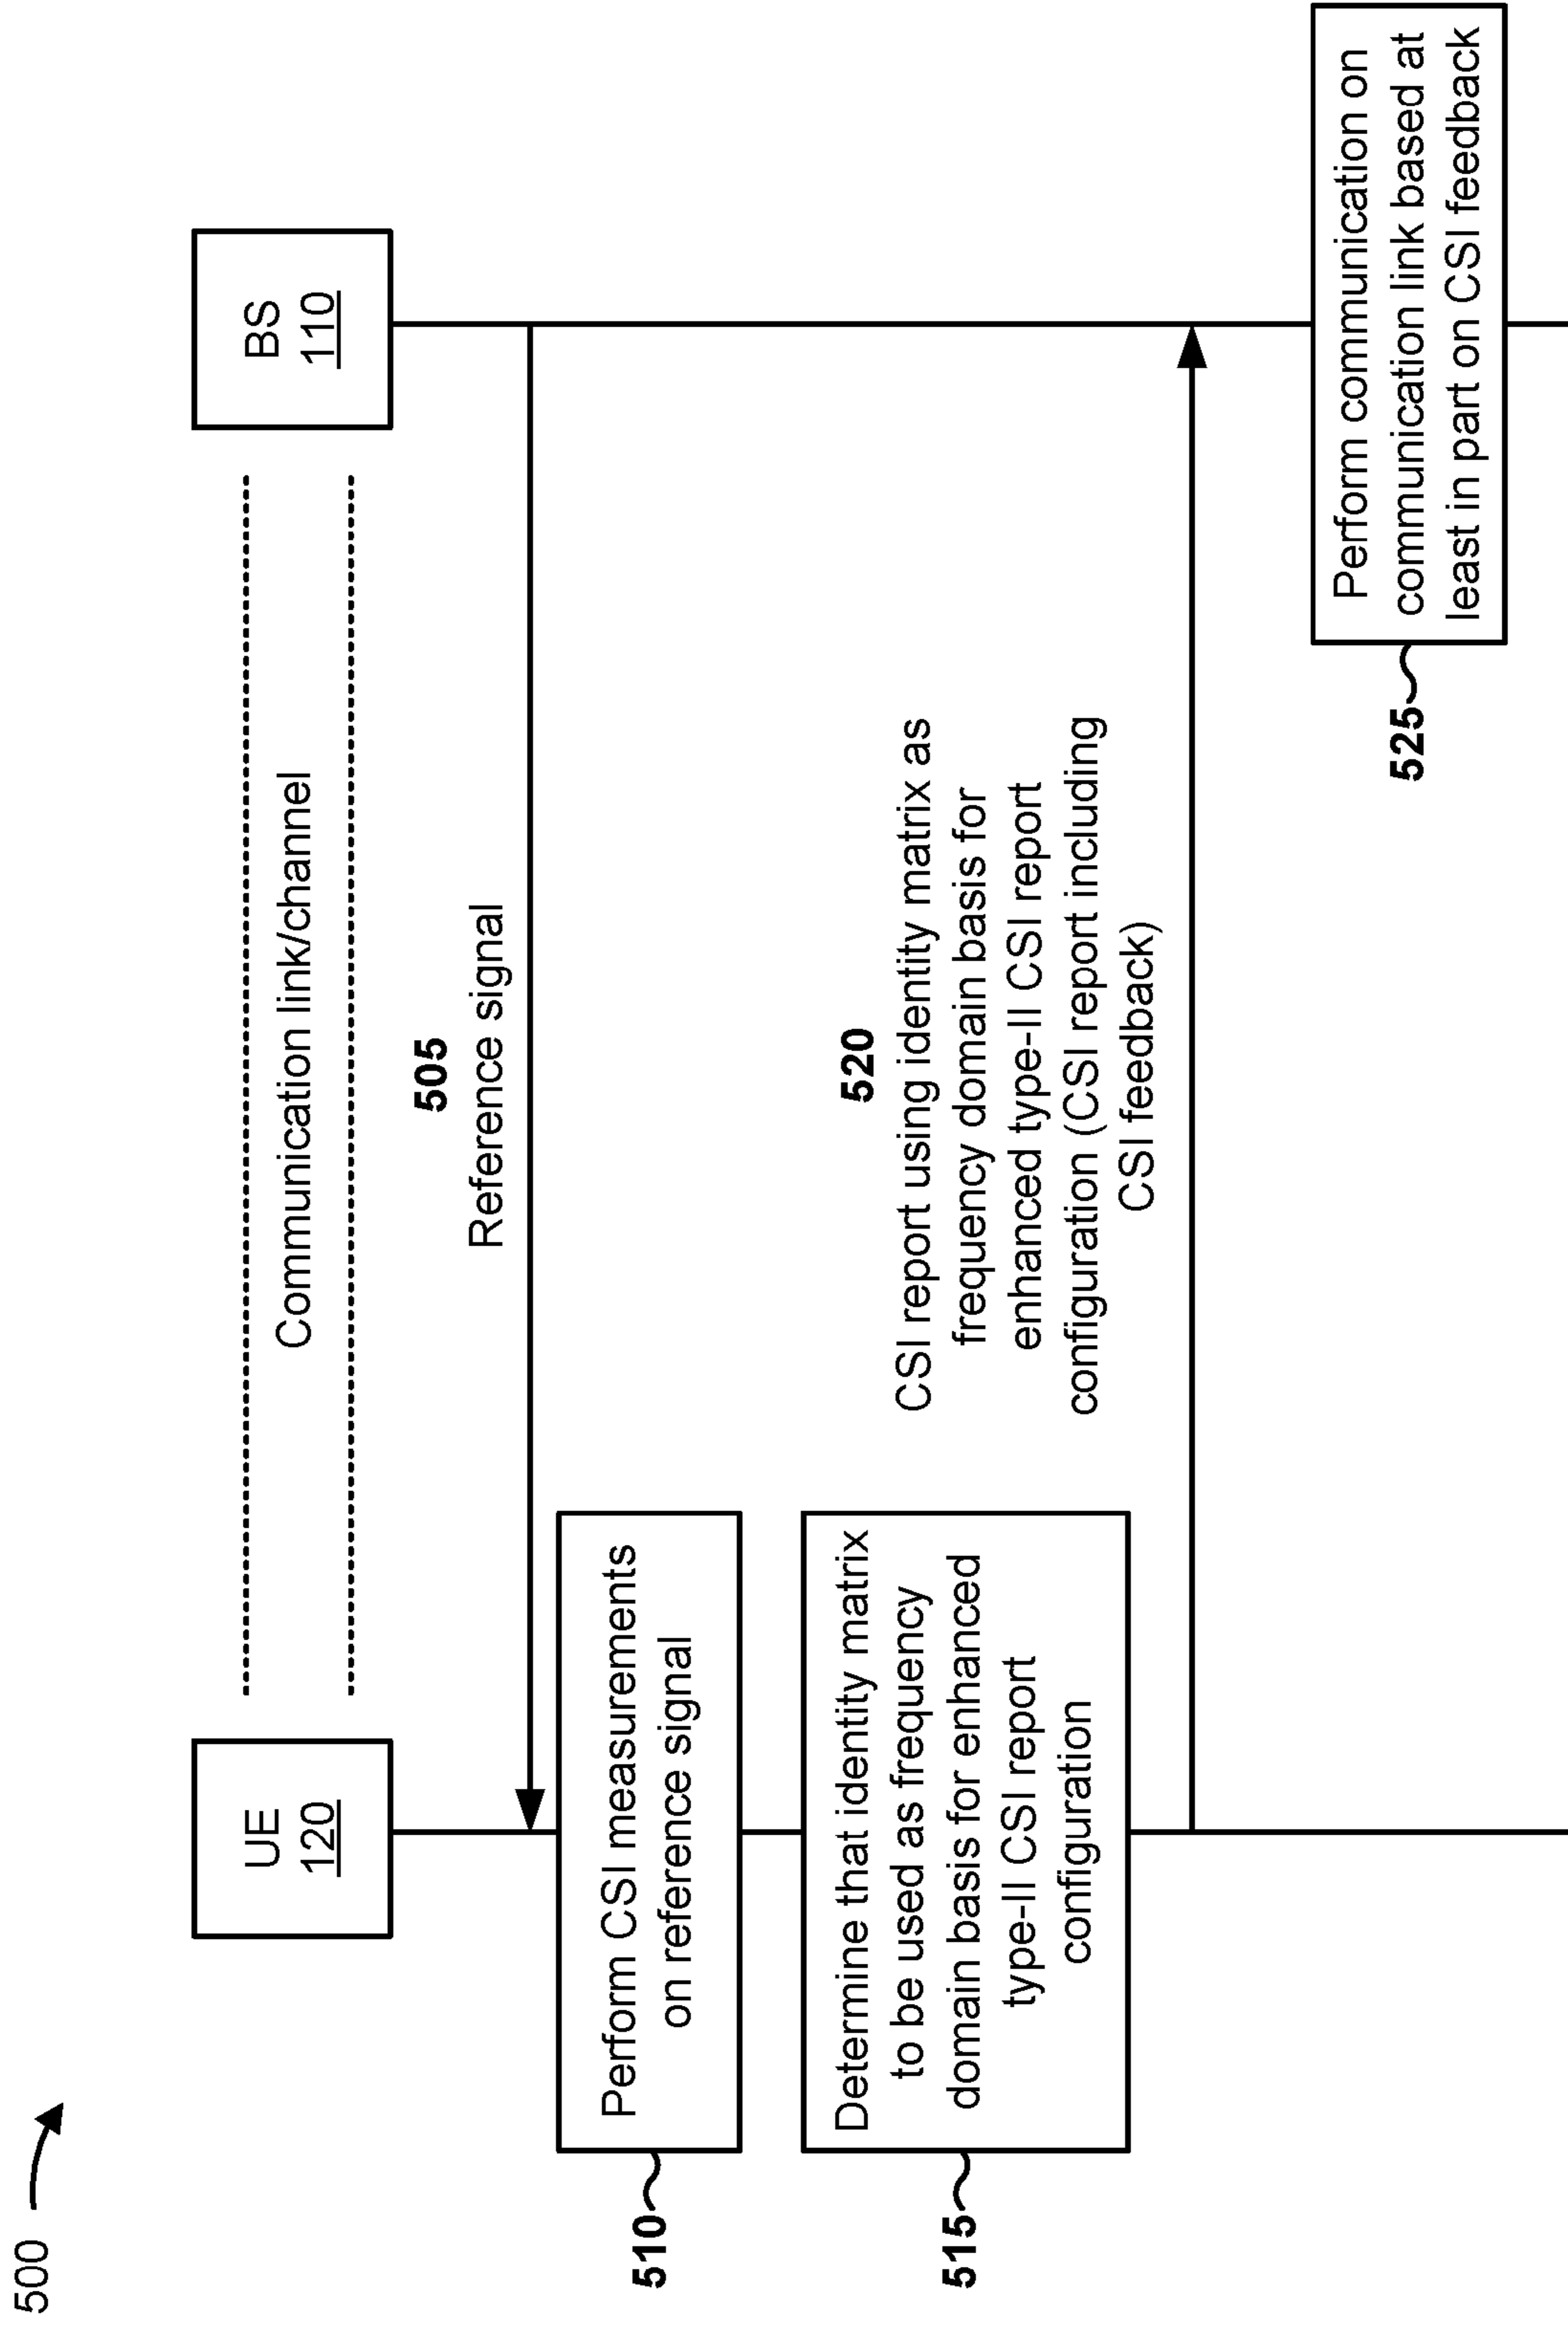 500
UE
120
Communication link/channel
BS
110
505
Reference signal
510
Perform CSI measurements
on reference signal
515
Determine that identity matrix
to be used as frequency
domain basis for enhanced
type-II CSI report
configuration
520
CSI report using identity matrix as
frequency domain basis for
enhanced type-II CSI report
configuration (CSI report including
CSI feedback)
525
Perform communication on
communication link based at
least in part on CSI feedback